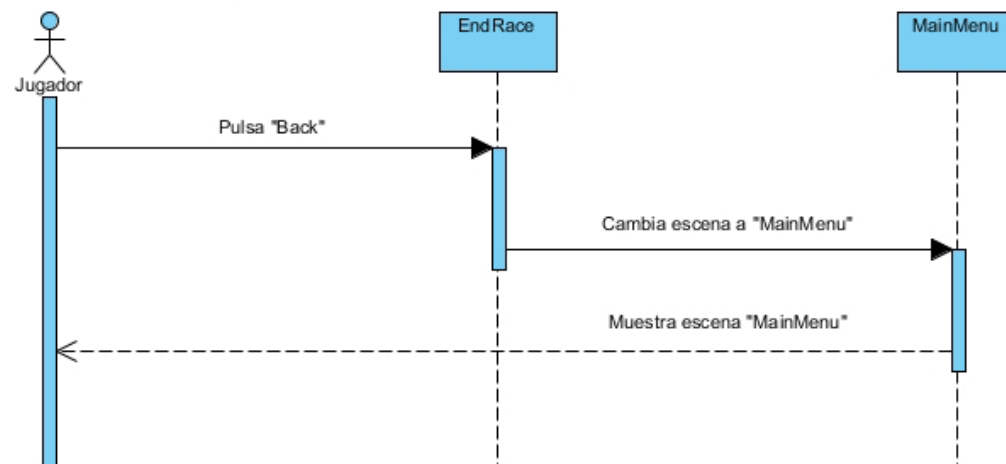 EndRace
MainMenu
Jugador
Pulsa "Back"
Cambia escena a "MainMenu"
Muestra escena "MainMenu"